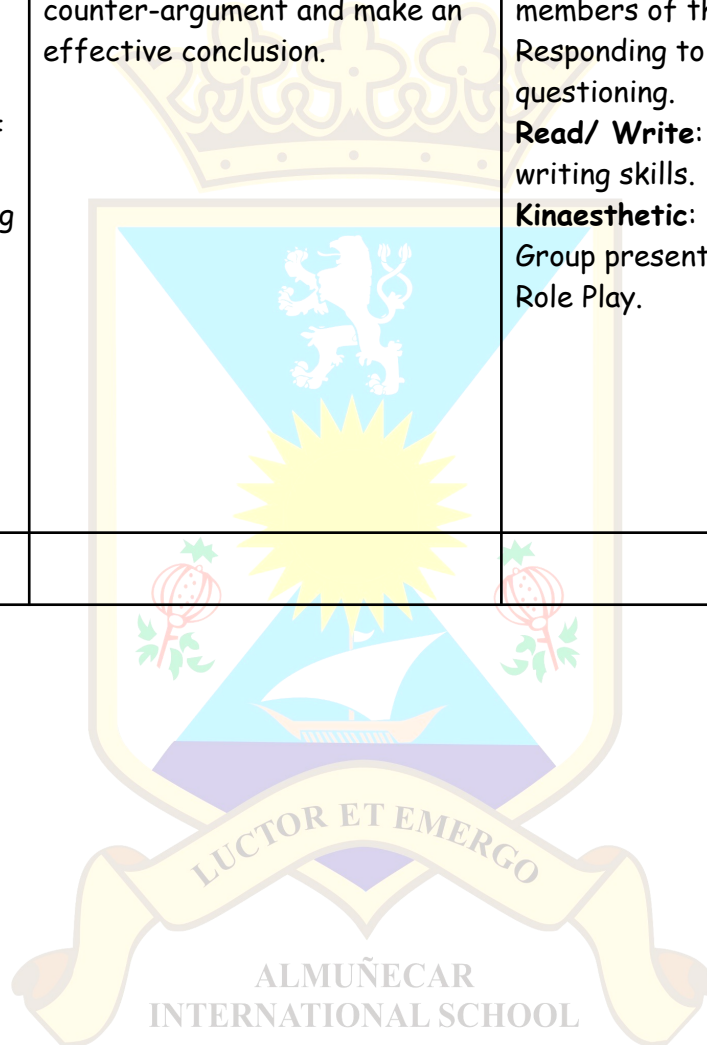 counter-argument and make an
effective conclusion.
:
g
members of th
Responding to
questioning.
Read/ Write:
writing skills.
Kinaesthetic:
Group present
Role Play.
LUCTOR ET EMERGO
ALMUÑECAR
INTERNATIONAL SCHOOL